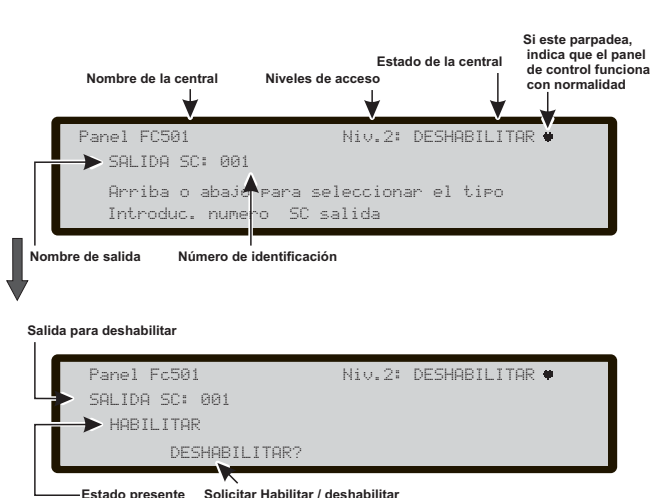 Si este parpadea,
indica que el panel
de control funciona
con normalidad
Estado de la central
Nombre de la central
Niveles de acceso
Panel FC501 Niv.2: DESHABILITAR
SALIDA SC: 001
Arriba o abajo para seleccionar el tipo
Introduc. numero SC salida
Nombre de salida
Número de identificación
Salida para deshabilitar
Panel Fc501 Niv.2: DESHABILITAR
SALIDA SC: 001
HABILITAR
DESHABILITAR?
Estado presente
Solicitar Habilitar / deshabilitar